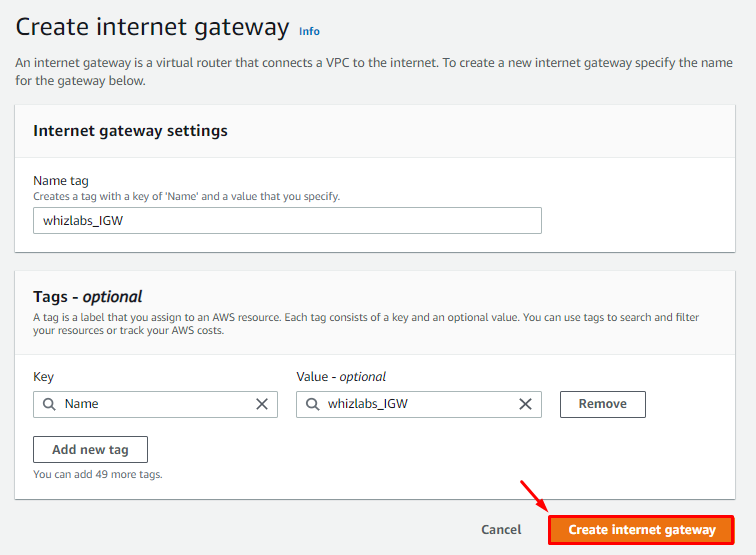 Create internet gateway Info
An internet gateway is a virtual router that connects a VPC to the internet. To create a new internet gateway specify the name
for the gateway below.
Internet gateway settings
Name tag
Creates a tag with a key of 'Name' and a value that you specify.
whizlabs_IGW
Tags - optional
A tag is a label that you assign to an AWS resource. Each tag consists of a key and an optional value. You can use tags to search and filter
your resources or track your AWS costs.
Key Value - optional
Name whizlabs_IGW Remove
Add new tag
You can add 49 more tags.
Cancel Create internet gateway